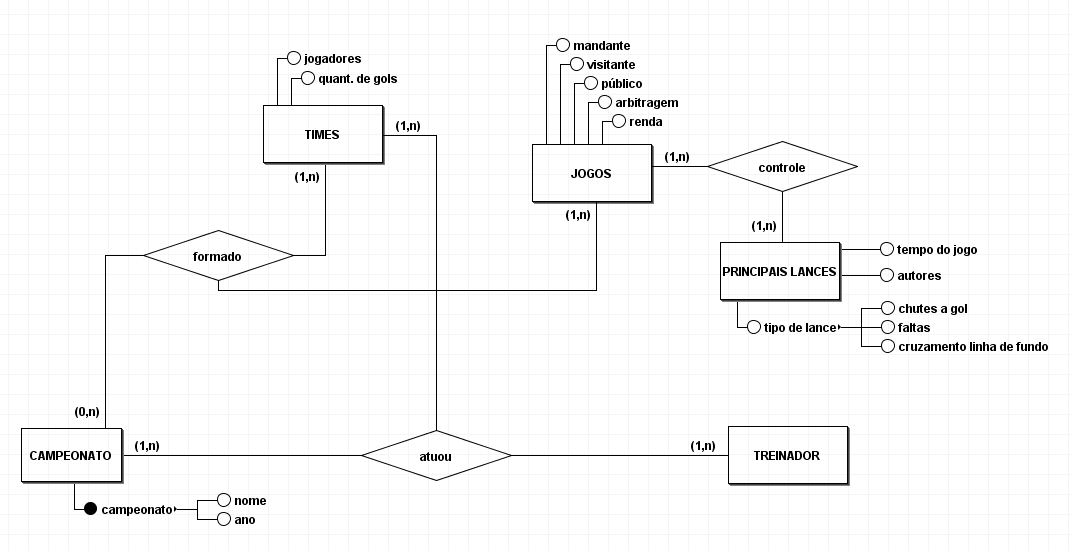 mandante
jogadores
visitante
quant. de gols
público
arbitragem
renda
(1,n)
TIMES
(1,n)
controle
JOGOS
(1,n)
(1,n)
(1,n)
formado
tempo do jogo
PRINCIPAIS LANCES
autores
chutes a gol
tipo de lance
faltas
cruzamento linha de fundo
(0,n)
(1,n)
(1,n)
CAMPEONATO
atuou
TREINADOR
nome
campeonato
ano